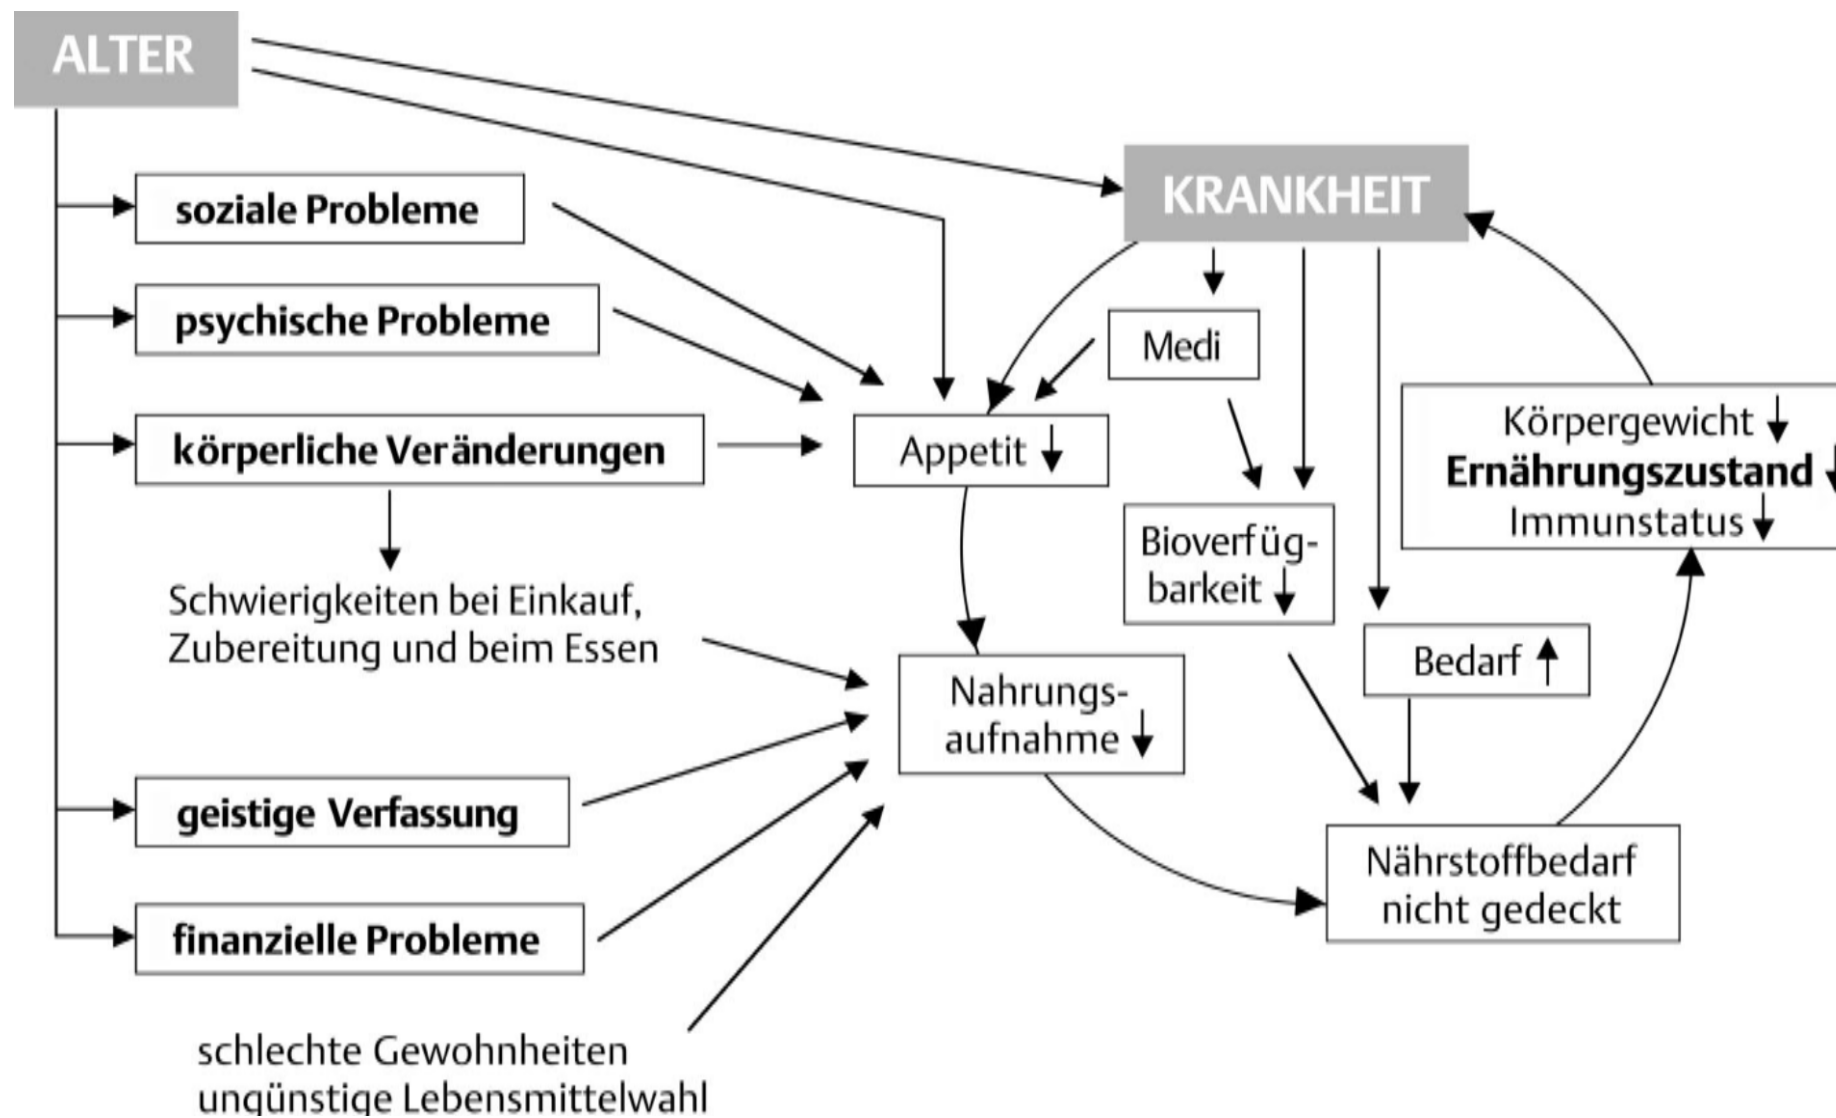 ALTER
KRANKHEIT
soziale Probleme
psychische Probleme
Medi
körperliche Veränderungen
Appetit ↓
Körpergewicht ↓
Ernährungszustand ↓
Immunstatus ↓
Bioverfüg-
barkeit ↓
Schwierigkeiten bei Einkauf,
Zubereitung und beim Essen
Bedarf ↑
Nahrungs-
aufnahme ↓
geistige Verfassung
Nährstoffbedarf
nicht gedeckt
finanzielle Probleme
schlechte Gewohnheiten
ungünstige Lebensmittelwahl